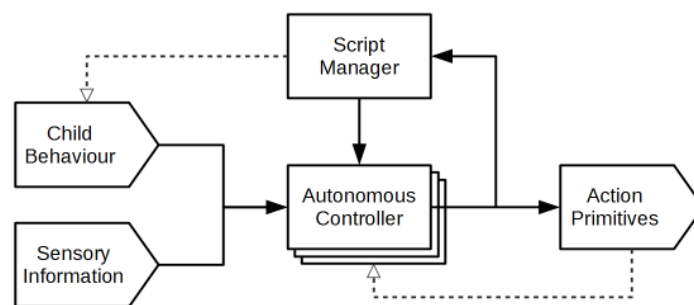 Script
Manager
Child
Behaviour
Autonomous
Controller
Action
Primitives
Sensory
Information